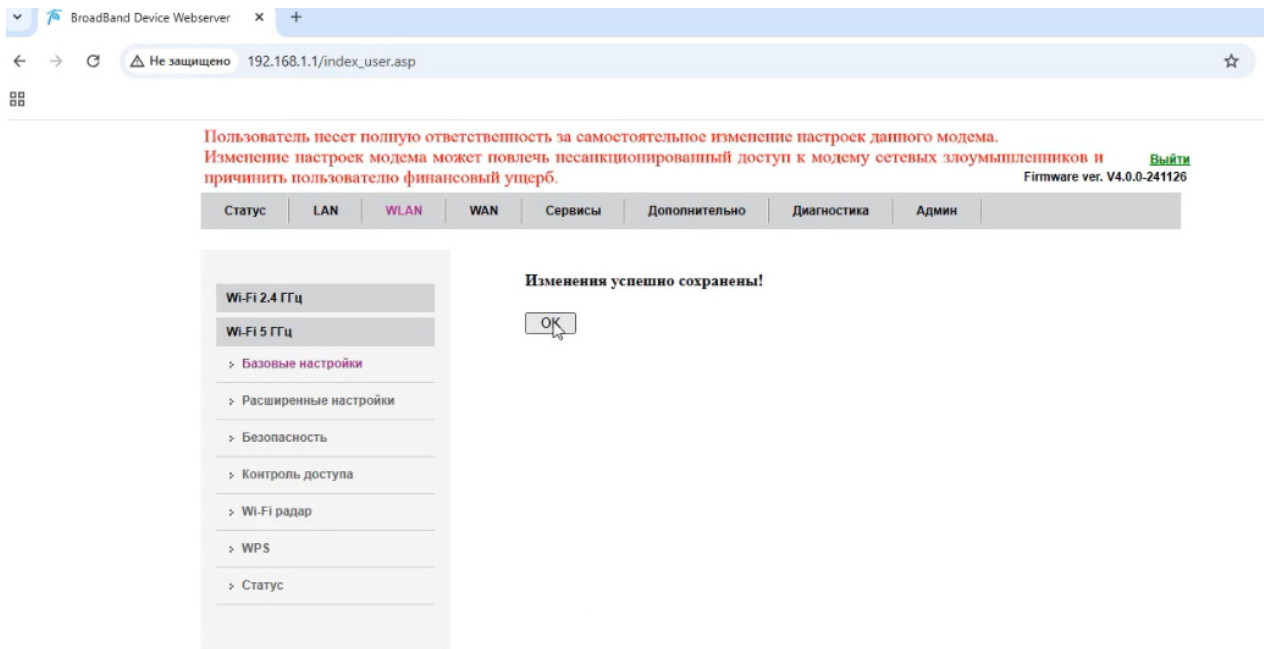 BroadBand Device Webserver
Не защищено 192.168.1.1/index_user.asp
Пользователь несет полную ответственность за самостоятельное изменение настроек данного модема.
Изменение настроек модема может повлечь несанкционированный доступ к модему сетевых злоумышленников и
причинить пользователю финансовый ущерб.
Выйти
Firmware ver. V4.0.0-241126
Статус LAN WLAN WAN Сервисы Дополнительно Диагностика Админ
Wi-Fi 2.4 ГГц
Wi-Fi 5 ГГц
Базовые настройки
Расширенные настройки
Безопасность
Контроль доступа
Wi-Fi радар
WPS
Статус
Изменения успешно сохранены!
OK